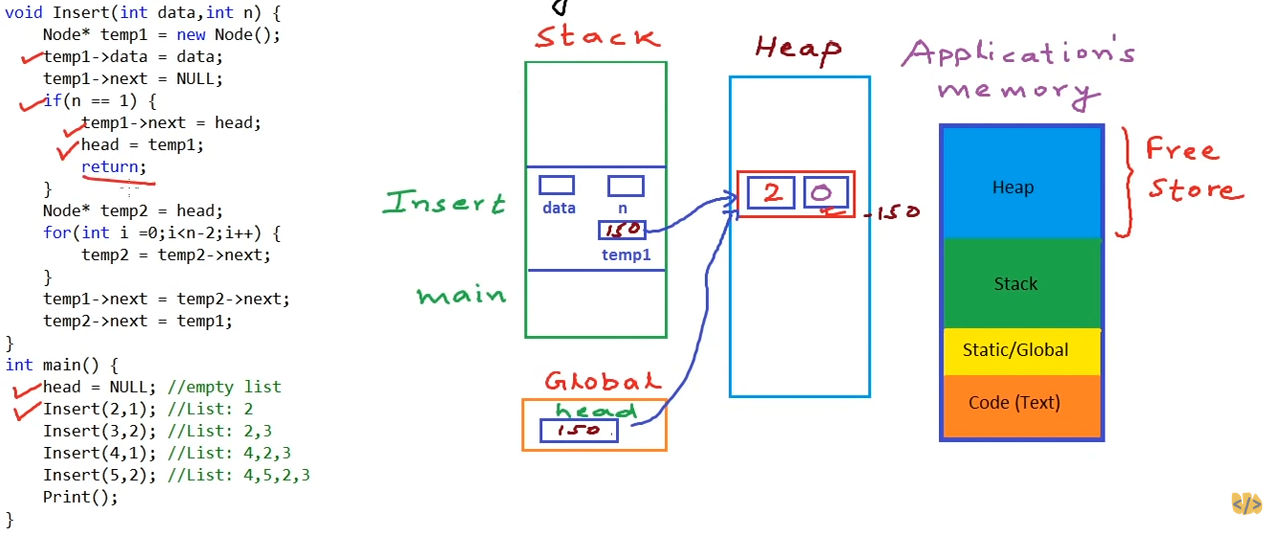 void Insert(int data,int n) {
Node* temp1 = new Node();
temp1->data = data;
temp1->next = NULL;
if(n == 1) {
temp1->next = head;
head = temp1;
return;
}
Node* temp2 = head;
for(int i =0;i<n-2;i++) {
temp2 = temp2->next;
}
temp1->next = temp2->next;
temp2->next = temp1;
}
int main() {
head = NULL; //empty list
Insert(2,1); //List: 2
Insert(3,2); //List: 2,3
Insert(4,1); //List: 4,2,3
Insert(5,2); //List: 4,5,2,3
Print();
}
Stack
Insert
data n
150
temp1
main
Global
head
150
Heap
2 0
-150
Application's
memory
Heap
Stack
Static/Global
Code (Text)
Free
Store
</>